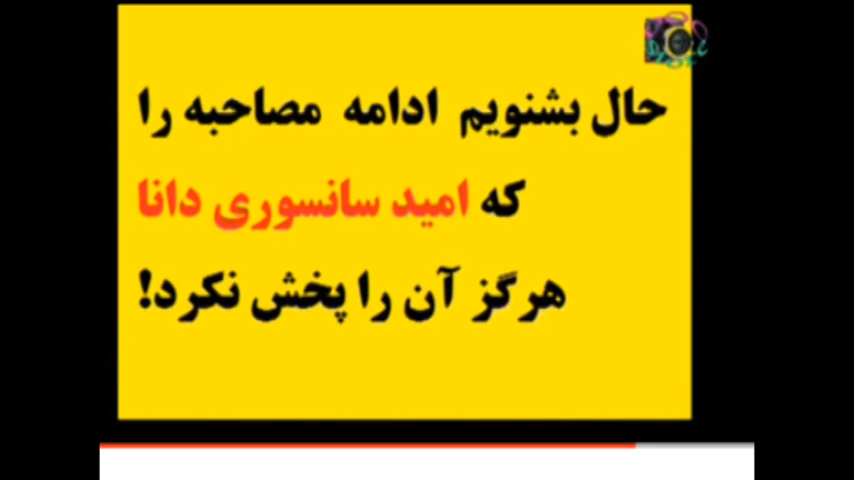 حال بشنویم ادامه مصاحبه را
که امید سانسوری دانا
هرگز آن را پخش نکرد!